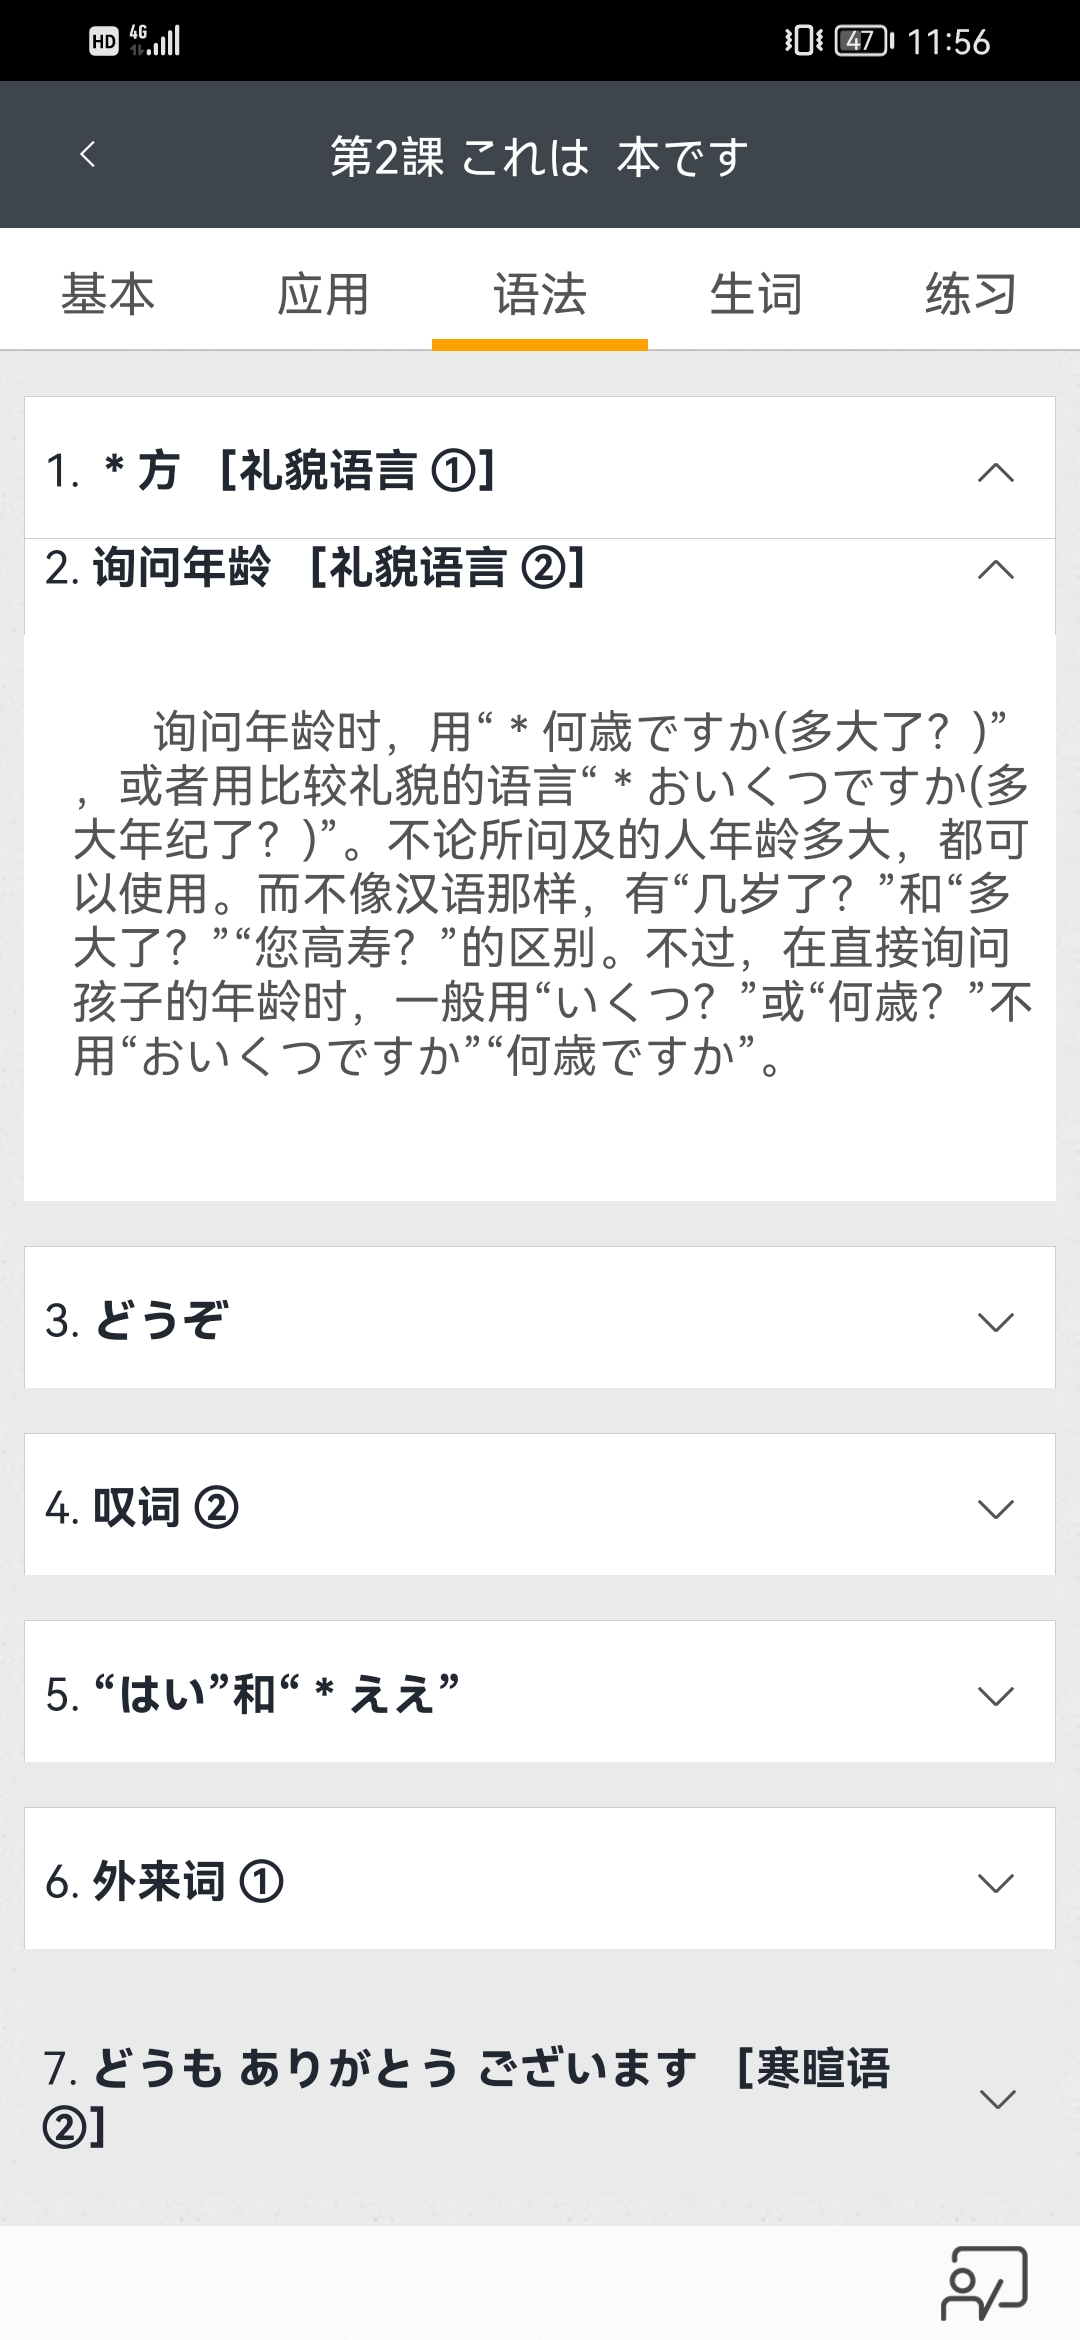 HD 4G 47 11:56
第2課 これは 本です
基本 应用 语法 生词 练习
1. * 方 [礼貌语言 ①]
2. 询问年龄 [礼貌语言 ②]
询问年龄时，用“ * 何歳ですか(多大了？)”
，或者用比较礼貌的语言“ * おいくつですか(多
大年纪了？)”。不论所问及的人年龄多大，都可
以使用。而不像汉语那样，有“几岁了？”和“多
大了？”“您高寿？”的区别。不过，在直接询问
孩子的年龄时，一般用“いくつ？”或“何歳？”不
用“おいくつですか”“何歳ですか”。
3. どうぞ
4. 叹词 ②
5. “はい”和“ * ええ”
6. 外来词 ①
7. どうも ありがとう ございます [寒暄语
②]